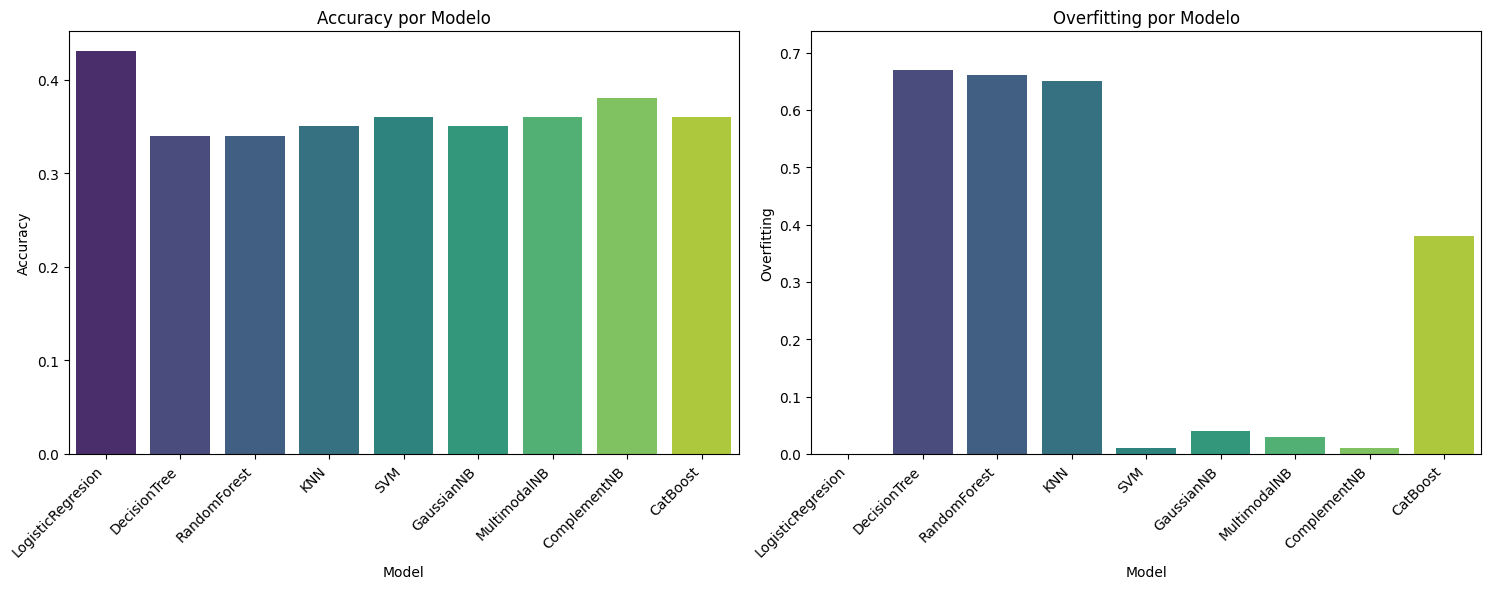 Accuracy por Modelo
Accuracy
0.4
0.3
0.2
0.1
0.0
LogisticRegresion
DecisionTree
RandomForest
KNN
SVM
GaussianNB
MultimodalNB
ComplementNB
CatBoost
Model
Overfitting por Modelo
Overfitting
0.7
0.6
0.5
0.4
0.3
0.2
0.1
0.0
LogisticRegresion
DecisionTree
RandomForest
KNN
SVM
GaussianNB
MultimodalNB
ComplementNB
CatBoost
Model